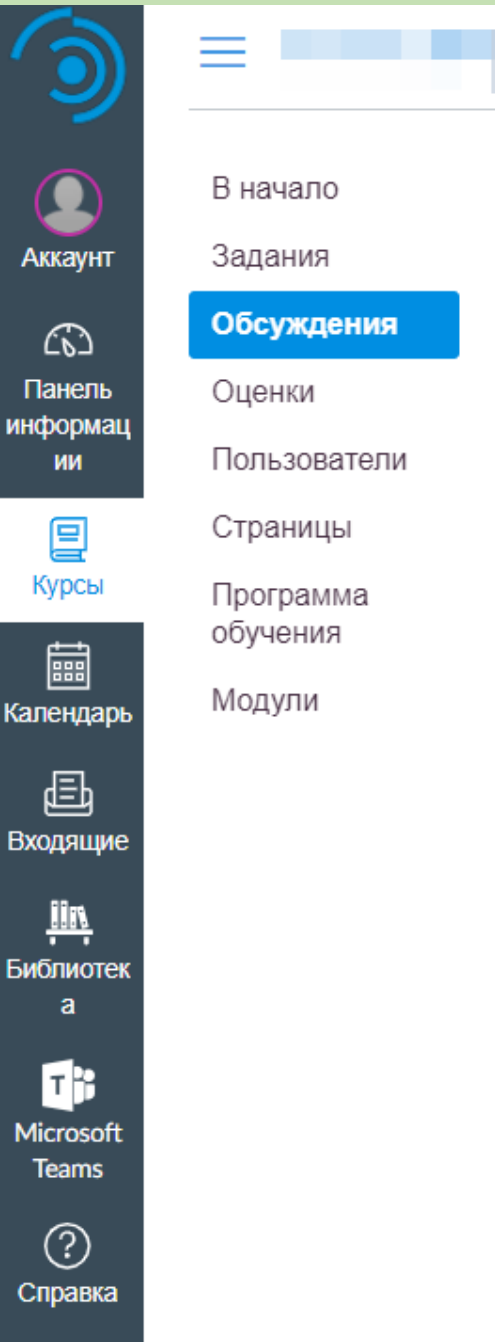 Аккаунт
Панель
информац
ии
Курсы
Календарь
Входящие
Библиотек
а
Microsoft
Teams
Справка
В начало
Задания
Обсуждения
Оценки
Пользователи
Страницы
Программа
обучения
Модули